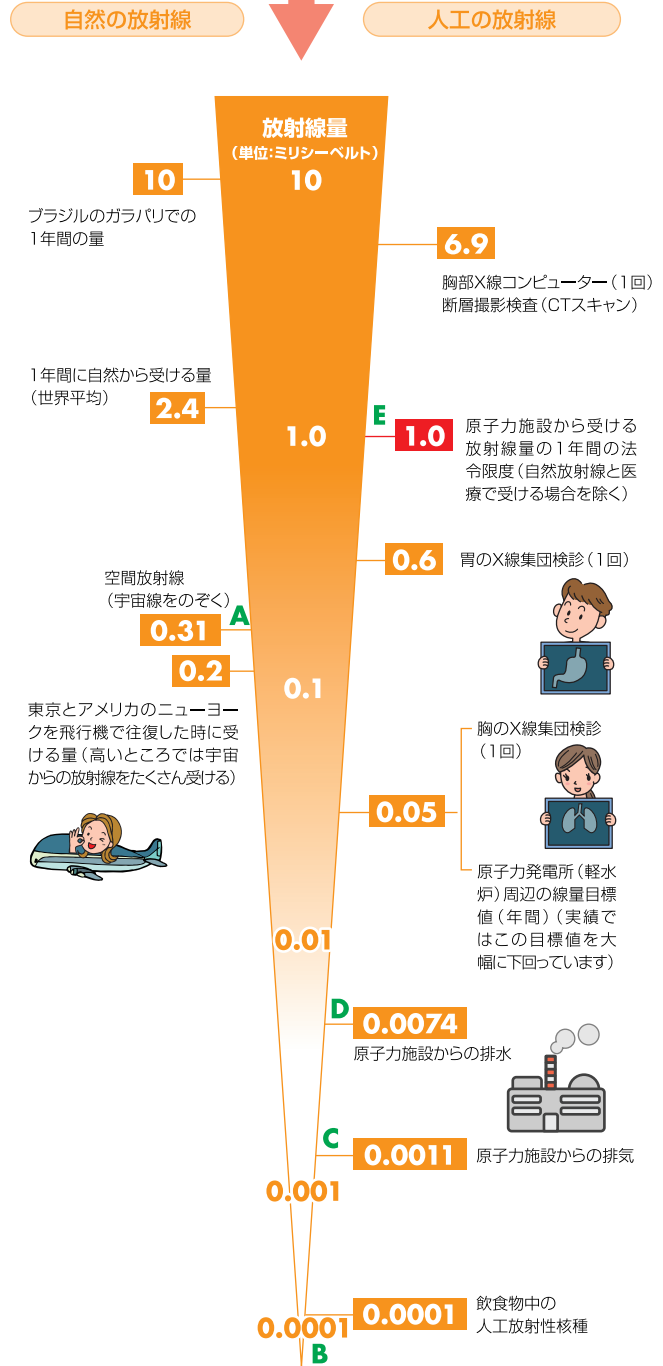 自然の放射線
人工の放射線
放射線量
（単位:ミリシーベルト）
10
10
ブラジルのガラパリでの
1年間の量
6.9
胸部X線コンピューター（1回）
断層撮影検査（CTスキャン）
1年間に自然から受ける量
（世界平均）
2.4
1.0
E
1.0
原子力施設から受ける
放射線量の1年間の法
令限度（自然放射線と医
療で受ける場合を除く）
0.6
胃のX線集団検診（1回）
空間放射線
（宇宙線をのぞく）
A
0.31
0.2
0.1
東京とアメリカのニューヨー
クを飛行機で往復した時に受
ける量（高いところでは宇宙
からの放射線をたくさん受ける）
胸のX線集団検診
（1回）
0.05
原子力発電所（軽水
炉）周辺の線量目標
値（年間）（実績で
はこの目標値を大
幅に下回っています）
0.01
D
0.0074
原子力施設からの排水
C
0.0011
原子力施設からの排気
0.001
0.0001
飲食物中の
人工放射性核種
0.0001
B